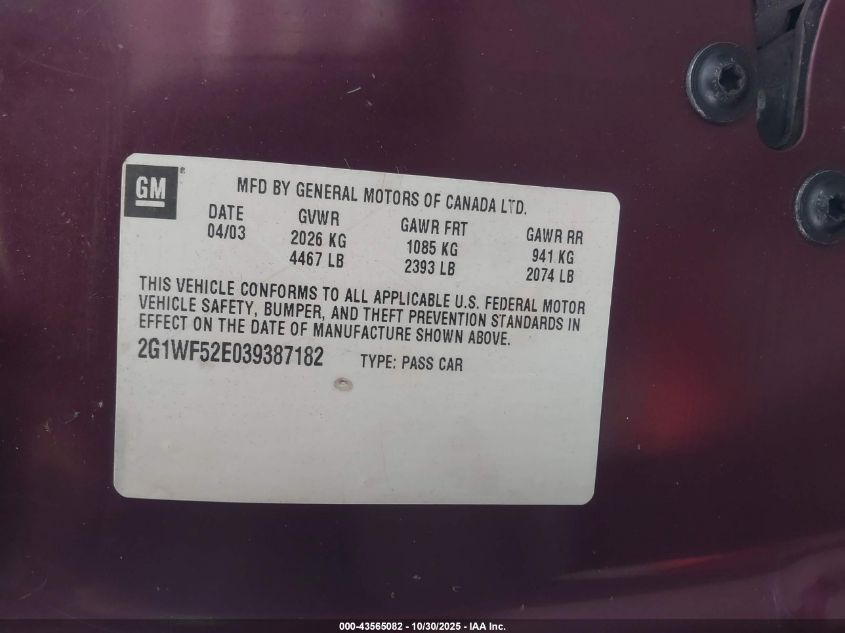 GM®
MFD BY GENERAL MOTORS OF CANADA LTD.
DATE GVWR GAWR FRT GAWR RR
04/03 2026 KG 1085 KG 941 KG
4467 LB 2393 LB 2074 LB
THIS VEHICLE CONFORMS TO ALL APPLICABLE U.S. FEDERAL MOTOR
VEHICLE SAFETY, BUMPER, AND THEFT PREVENTION STANDARDS IN
EFFECT ON THE DATE OF MANUFACTURE SHOWN ABOVE.
2G1WF52E039387182 TYPE: PASS CAR
000-43565082 - 10/30/2025 - IAA Inc.